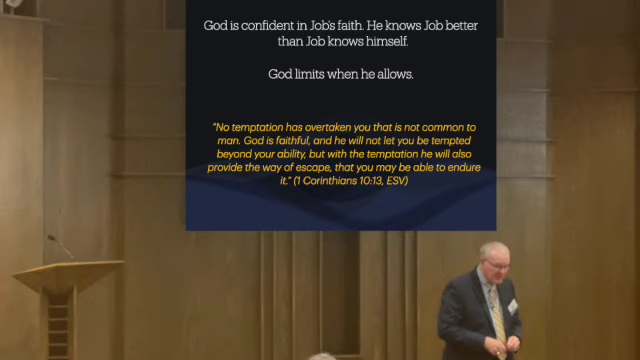 God is confident in Job's faith. He knows Job better
than Job knows himself.
God limits when he allows.
"No temptation has overtaken you that is not common to
man. God is faithful, and he will not let you be tempted
beyond your ability, but with the temptation he will also
provide the way of escape, that you may be able to endure
it." (1 Corinthians 10:13, ESV)